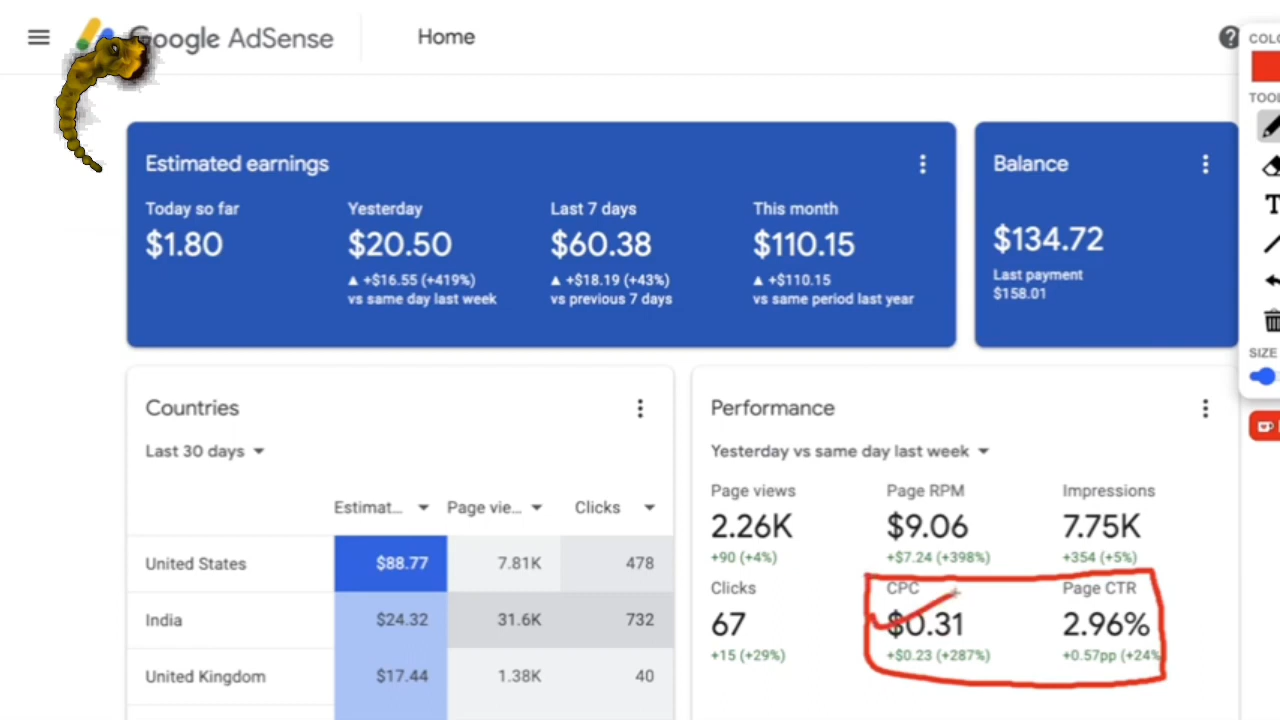 Google AdSense
Home
?
COLO
TOOL
T
SIZE
Estimated earnings
Today so far
$1.80
Yesterday
$20.50
▲ +$16.55 (+419%)
vs same day last week
Last 7 days
$60.38
▲ +$18.19 (+43%)
vs previous 7 days
This month
$110.15
▲ +$110.15
vs same period last year
Balance
$134.72
Last payment
$158.01
Countries
Last 30 days
Estimat... Page vie... Clicks
United States $88.77 7.81K 478
India $24.32 31.6K 732
United Kingdom $17.44 1.38K 40
Performance
Yesterday vs same day last week
Page views
2.26K
+90 (+4%)
Page RPM
$9.06
+$7.24 (+398%)
Impressions
7.75K
+354 (+5%)
Clicks
67
+15 (+29%)
CPC
$0.31
+$0.23 (+287%)
Page CTR
2.96%
+0.57pp (+24%